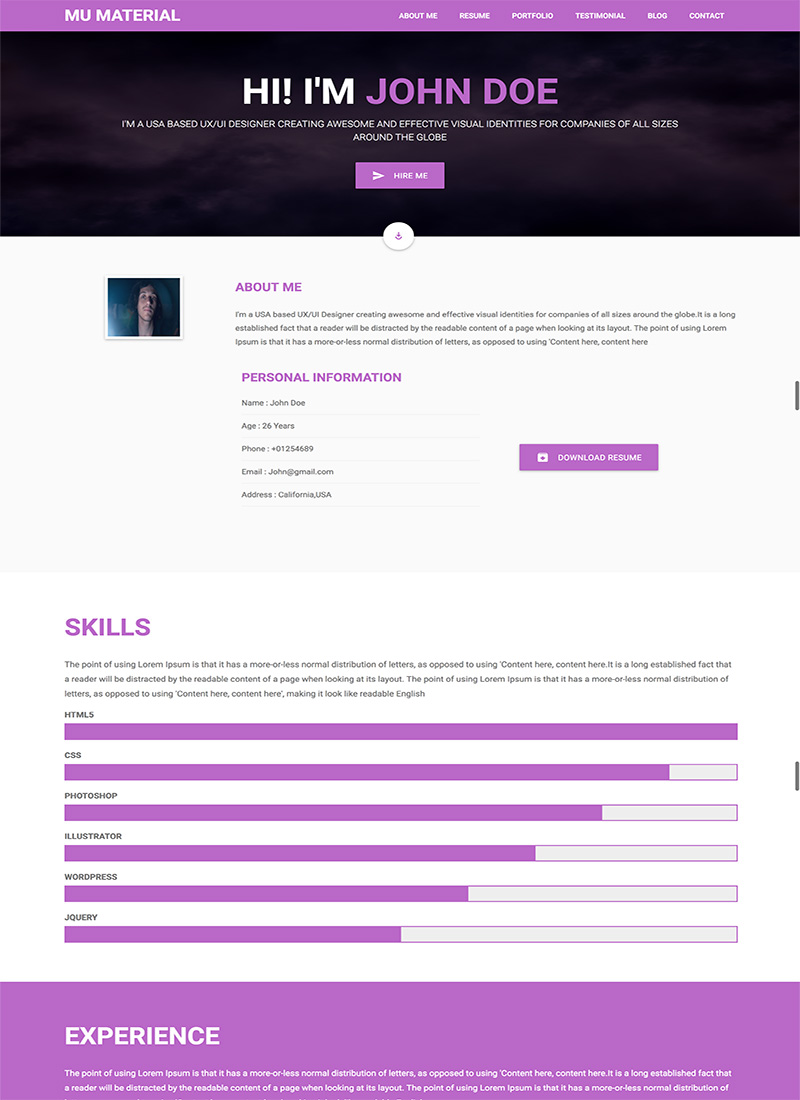 MU MATERIAL
ABOUT ME RESUME PORTFOLIO TESTIMONIAL BLOG CONTACT
HI! I'M JOHN DOE
I'M A USA BASED UX/UI DESIGNER CREATING AWESOME AND EFFECTIVE VISUAL IDENTITIES FOR COMPANIES OF ALL SIZES
AROUND THE GLOBE
HIRE ME
ABOUT ME
I'm a USA based UX/UI Designer creating awesome and effective visual identities for companies of all sizes around the globe.It is a long
established fact that a reader will be distracted by the readable content of a page when looking at its layout. The point of using Lorem
Ipsum is that it has a more-or-less normal distribution of letters, as opposed to using 'Content here, content here
PERSONAL INFORMATION
Name : John Doe
Age : 26 Years
Phone : +01254689
Email : John@gmail.com
Address : California,USA
DOWNLOAD RESUME
SKILLS
The point of using Lorem Ipsum is that it has a more-or-less normal distribution of letters, as opposed to using 'Content here, content here.It is a long established fact that
a reader will be distracted by the readable content of a page when looking at its layout. The point of using Lorem Ipsum is that it has a more-or-less normal distribution of
letters, as opposed to using 'Content here, content here', making it look like readable English
HTML5
CSS
PHOTOSHOP
ILLUSTRATOR
WORDPRESS
JQUERY
EXPERIENCE
The point of using Lorem Ipsum is that it has a more-or-less normal distribution of letters, as opposed to using 'Content here, content here.It is a long established fact that
a reader will be distracted by the readable content of a page when looking at its layout. The point of using Lorem Ipsum is that it has a more-or-less normal distribution of